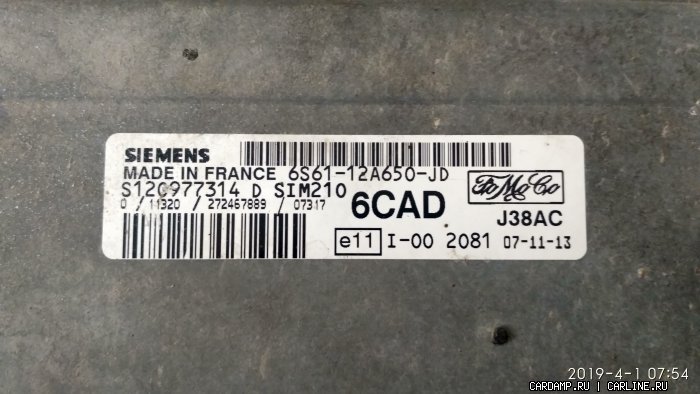 SIEMENS
MADE IN FRANCE 6S61-12A650-JD
S120977314 D SIM210
0 / 11320 / 272467889 / 07317
6CAD
FoMoCo
J38AC
e11 I-00 2081 07-11-13
2019-4-1 07:54
CARDAMP.RU | CARLINE.RU